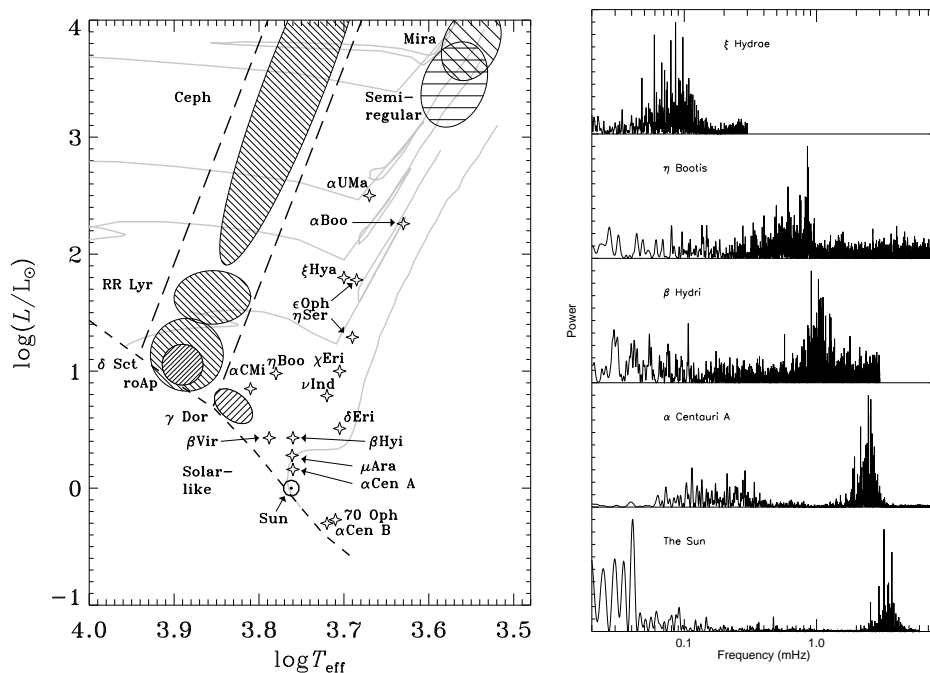 Mira
Ceph
Semi-
regular
αUMa
αBoo
ξHya
RR Lyr
ϵOph
ηSer
δ Sct
roAp
αCMi
ηBoo
χEri
νInd
γ Dor
δEri
βVir
βHyi
μAra
Solar-
like
αCen A
Sun
70 Oph
αCen B
4
3
2
1
0
−1
log(L/L⊙)
4.0 3.9 3.8 3.7 3.6 3.5
log Teff
ξ Hydrae
η Bootis
β Hydri
α Centauri A
The Sun
Power
0.1 1.0
Frequency (mHz)